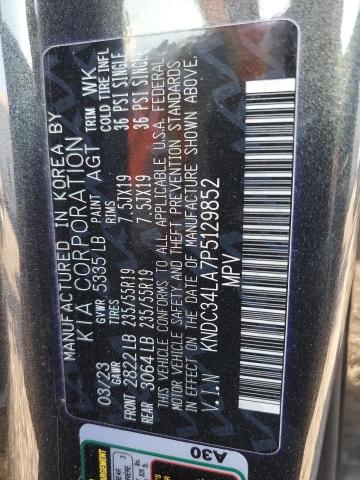 MANUFACTURED IN KOREA BY
KIA CORPORATION
03/23 GVWR 5335 LB PAINT AGT TRIM WK
GAWR TIRES RIMS COLD TIRE INFL
FRONT 2822 LB 235/55R19 7.5JX19 36 PSI SINGLE
REAR 3064 LB 235/55R19 7.5JX19 36 PSI SINGLE
THIS VEHICLE CONFORMS TO ALL APPLICABLE U.S.A. FEDERAL
MOTOR VEHICLE SAFETY AND THEFT PREVENTION STANDARDS
IN EFFECT ON THE DATE OF MANUFACTURE SHOWN ABOVE.
V.I.N KNDC34LA7P5129852
MPV
A30